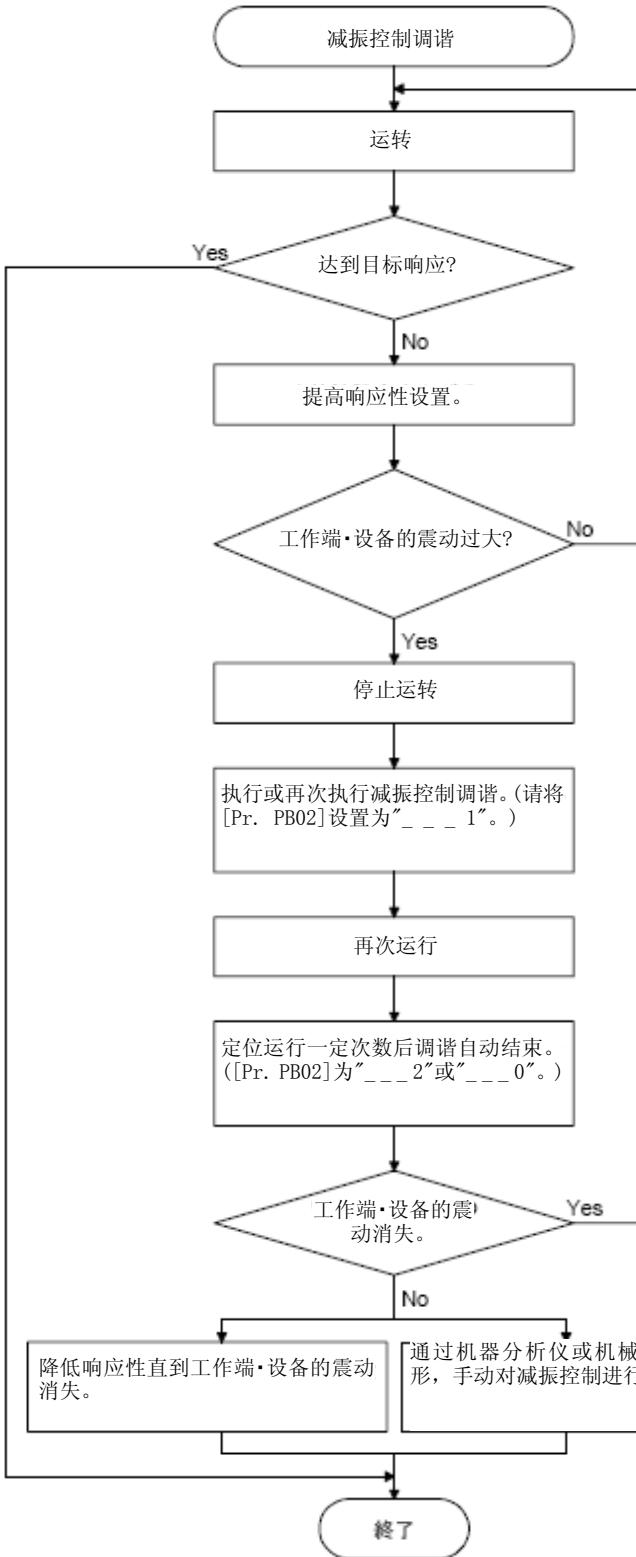 减振控制调谐
运转
Yes
达到目标响应?
No
提高响应性设置。
工作端·设备的震动过大?
No
Yes
停止运转
执行或再次执行减振控制调谐。(请将
[Pr. PB02]设置为"_ _ _ 1"。)
再次运行
定位运行一定次数后调谐自动结束。
([Pr. PB02]为"_ _ _ 2"或"_ _ _ 0"。)
工作端·设备的震
动消失。
Yes
No
降低响应性直到工作端·设备的震动
消失。
通过机器分析仪或机械
形，手动对减振控制进行
終了